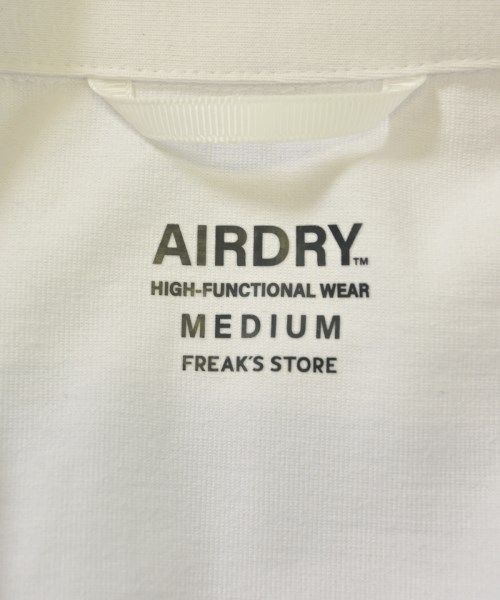 AIRDRY™
HIGH-FUNCTIONAL WEAR
MEDIUM
FREAK'S STORE